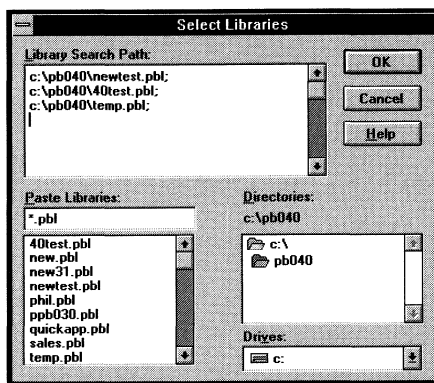 Select Libraries
Library Search Path:
c:\pb040\newtest.pbl;
c:\pb040\40test.pbl;
c:\pb040\temp.pbl;
OK
Cancel
Help
Paste Libraries:
*.pbl
40test.pbl
new.pbl
new31.pbl
newtest.pbl
phil.pbl
ppb030.pbl
quickapp.pbl
sales.pbl
temp.pbl
Directories:
c:\pb040
c:\
pb040
Drives:
c: